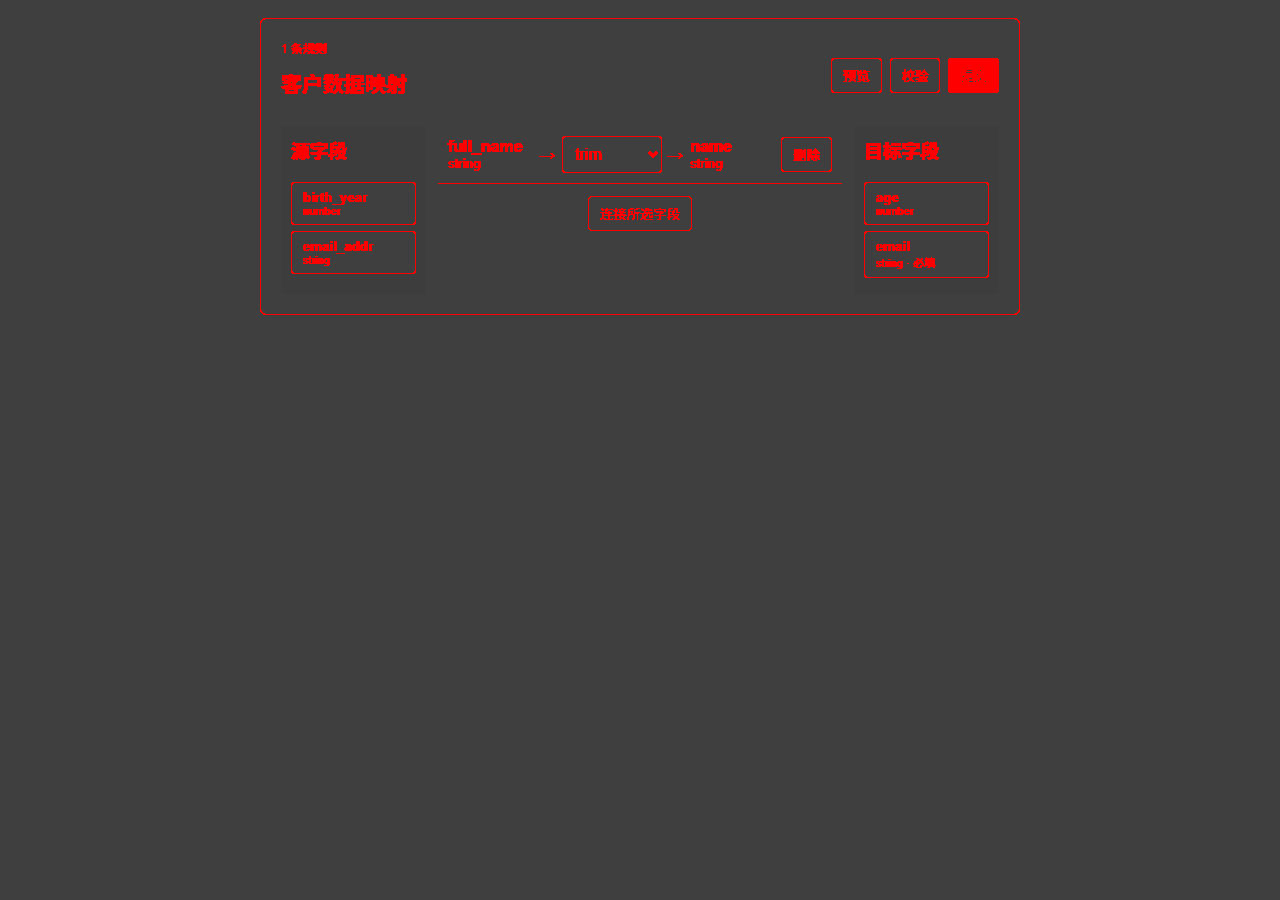 1 条规则
客户数据映射
预览
校验
源字段
full_name
string
→
trim
→
name
string
删除
目标字段
birth_year
number
age
number
连接所选字段
email_addr
string
email
string · 必填